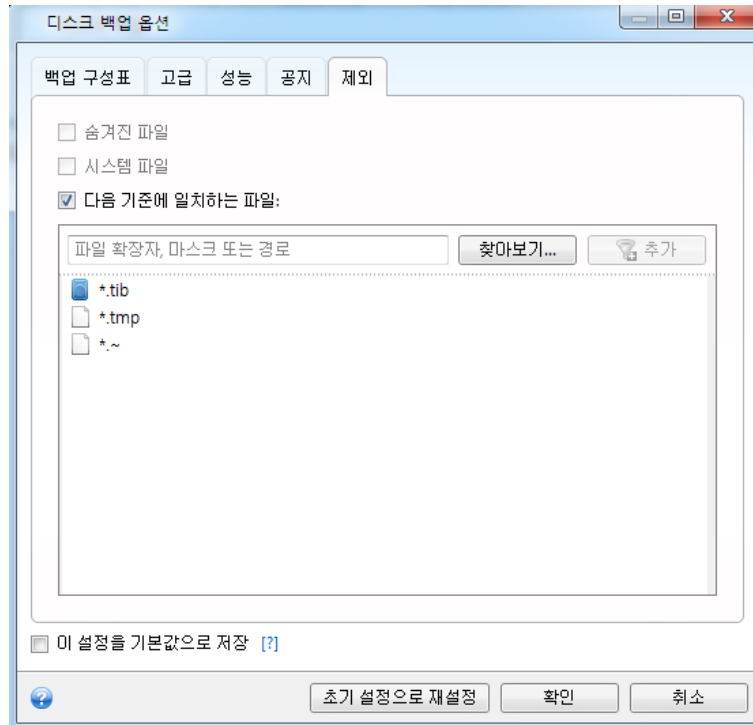 디스크 백업 옵션
백업 구성표 고급 성능 공지 제외
숨겨진 파일
시스템 파일
다음 기준에 일치하는 파일:
파일 확장자, 마스크 또는 경로 찾아보기... 추가
*.tib
*.tmp
*.~
이 설정을 기본값으로 저장 [?]
초기 설정으로 재설정 확인 취소